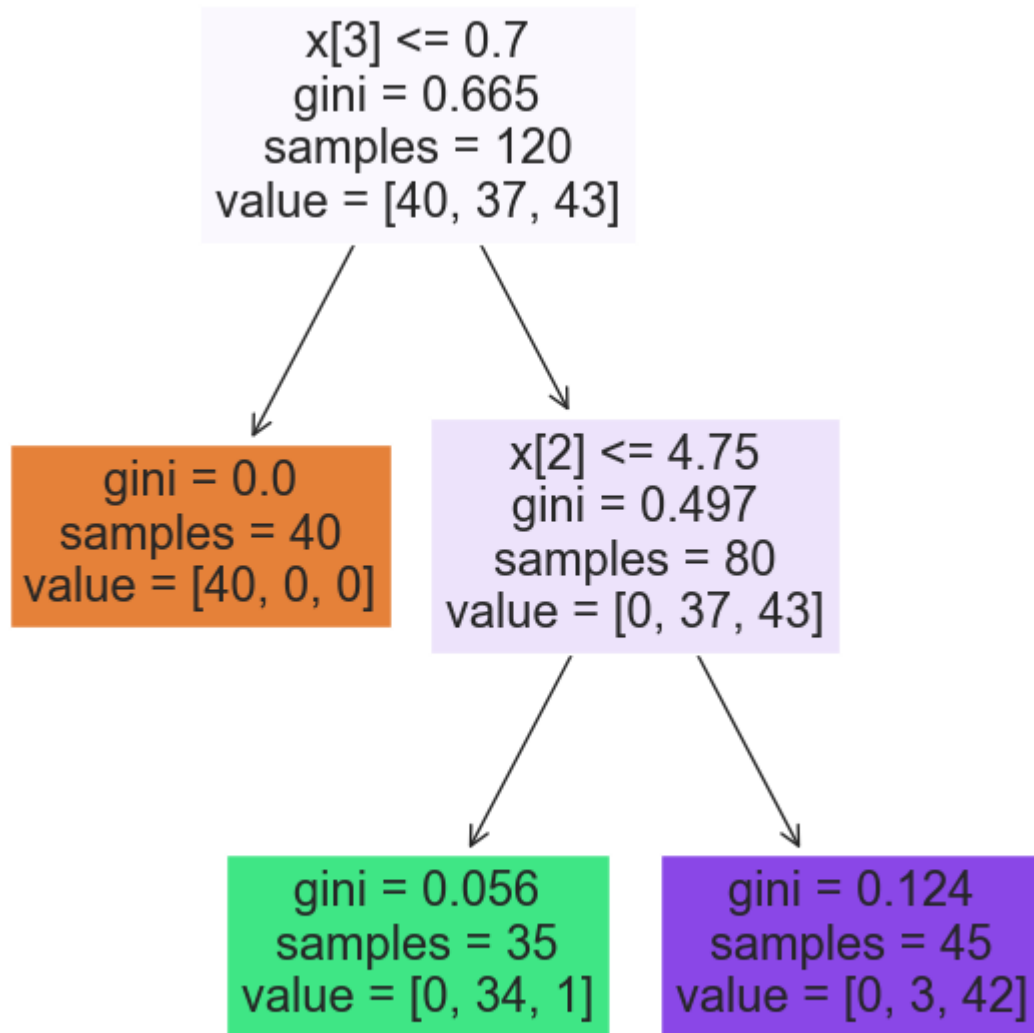 x[3] <= 0.7
gini = 0.665
samples = 120
value = [40, 37, 43]
gini = 0.0
samples = 40
value = [40, 0, 0]
x[2] <= 4.75
gini = 0.497
samples = 80
value = [0, 37, 43]
gini = 0.056
samples = 35
value = [0, 34, 1]
gini = 0.124
samples = 45
value = [0, 3, 42]